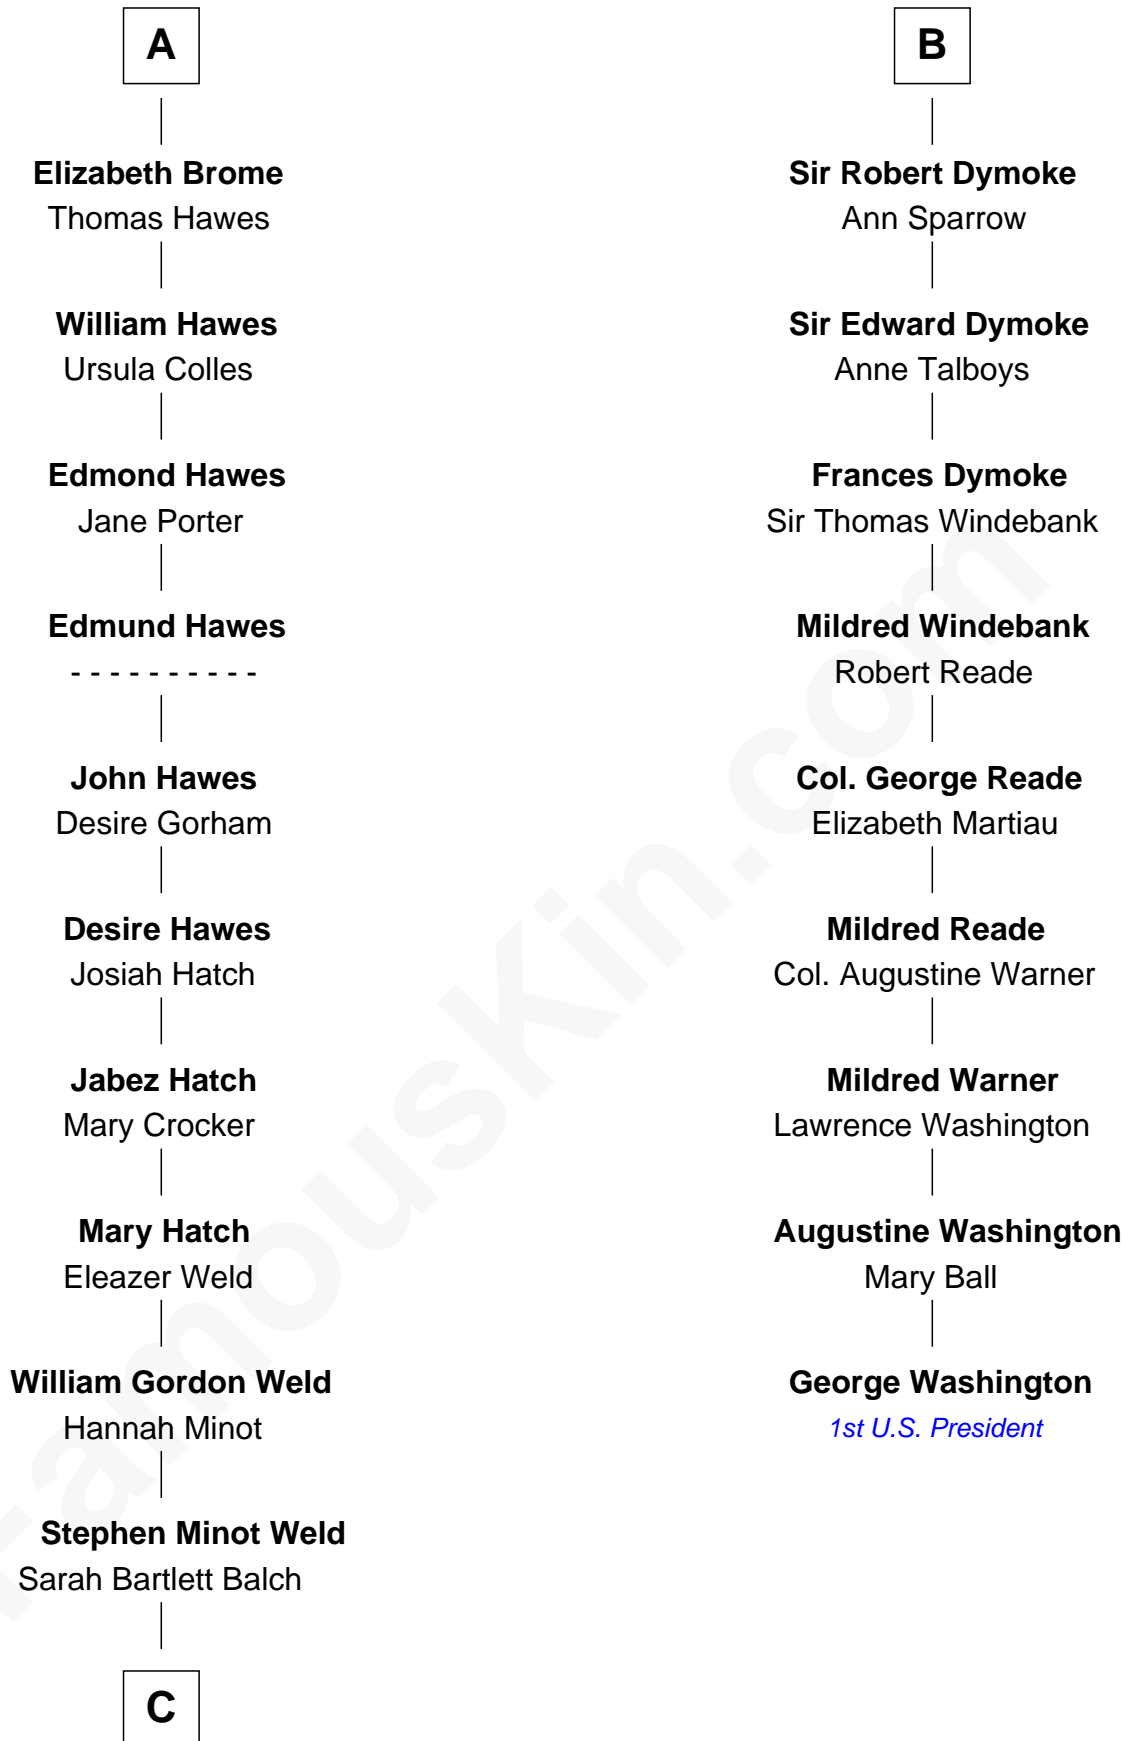 A
Elizabeth Brome
Thomas Hawes
William Hawes
Ursula Colles
Edmond Hawes
Jane Porter
Edmund Hawes
- - - - - - - - - -
John Hawes
Desire Gorham
Desire Hawes
Josiah Hatch
Jabez Hatch
Mary Crocker
Mary Hatch
Eleazer Weld
William Gordon Weld
Hannah Minot
Stephen Minot Weld
Sarah Bartlett Balch
C
B
Sir Robert Dymoke
Ann Sparrow
Sir Edward Dymoke
Anne Talboys
Frances Dymoke
Sir Thomas Windebank
Mildred Windebank
Robert Reade
Col. George Reade
Elizabeth Martiau
Mildred Reade
Col. Augustine Warner
Mildred Warner
Lawrence Washington
Augustine Washington
Mary Ball
George Washington
1st U.S. President
FamousKin.com